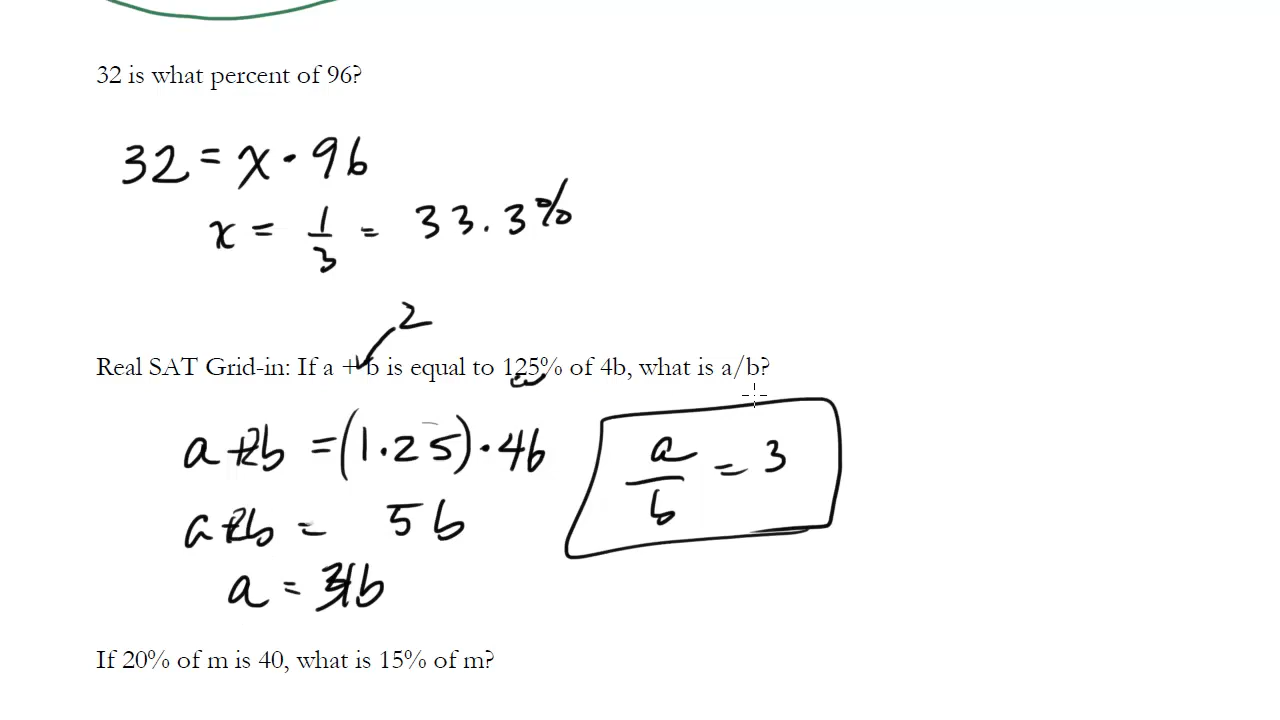 32 is what percent of 96?
32 = x · 96
x = 1/3 = 33.3%
2
Real SAT Grid-in: If a + b is equal to 125% of 4b, what is a/b?
a + 2b = (1.25) · 4b
a/b = 3
a + 2b = 5b
a = 3b
If 20% of m is 40, what is 15% of m?